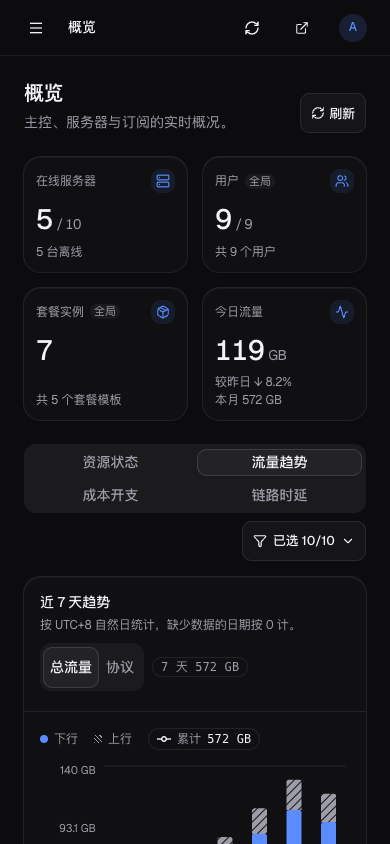 概览
A
概览
主控、服务器与订阅的实时概况。
刷新
在线服务器
5 / 10
5 台离线
用户 全局
9 / 9
共 9 个用户
套餐实例 全局
7
共 5 个套餐模板
今日流量
119 GB
较昨日 ↓ 8.2%
本月 572 GB
资源状态
流量趋势
成本开支
链路时延
已选 10/10
近 7 天趋势
按 UTC+8 自然日统计，缺少数据的日期按 0 计。
总流量 协议 7 天 572 GB
下行 上行 累计 572 GB
140 GB
93.1 GB